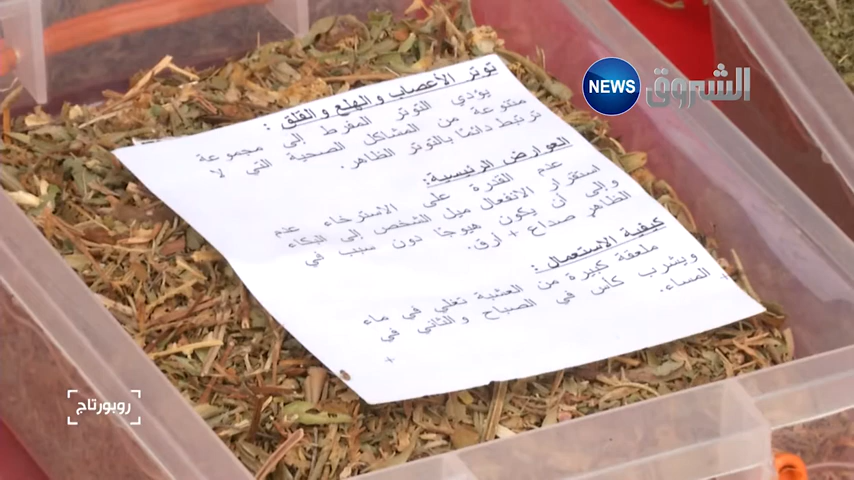 NEWS الشروق
توتر الأعصاب والهلع والقلق :
يؤدي التوتر المفرط إلى مجموعة
متنوعة من المشاكل الصحية التي لا
ترتبط دائمًا بالتوتر الظاهر.
العوارض الرئيسية:
عدم القدرة على الاسترخاء عدم
استقرار الانفعال ميل الشخص إلى البكاء
وإلى أن يكون هيوجًا دون سبب في
الظاهر صداع + أرق.
كيفية الاستعمال :
ملعقة كبيرة من العشبة تغلي في ماء
ويشرب كأس في الصباح والثاني في
المساء.
روبورتاج